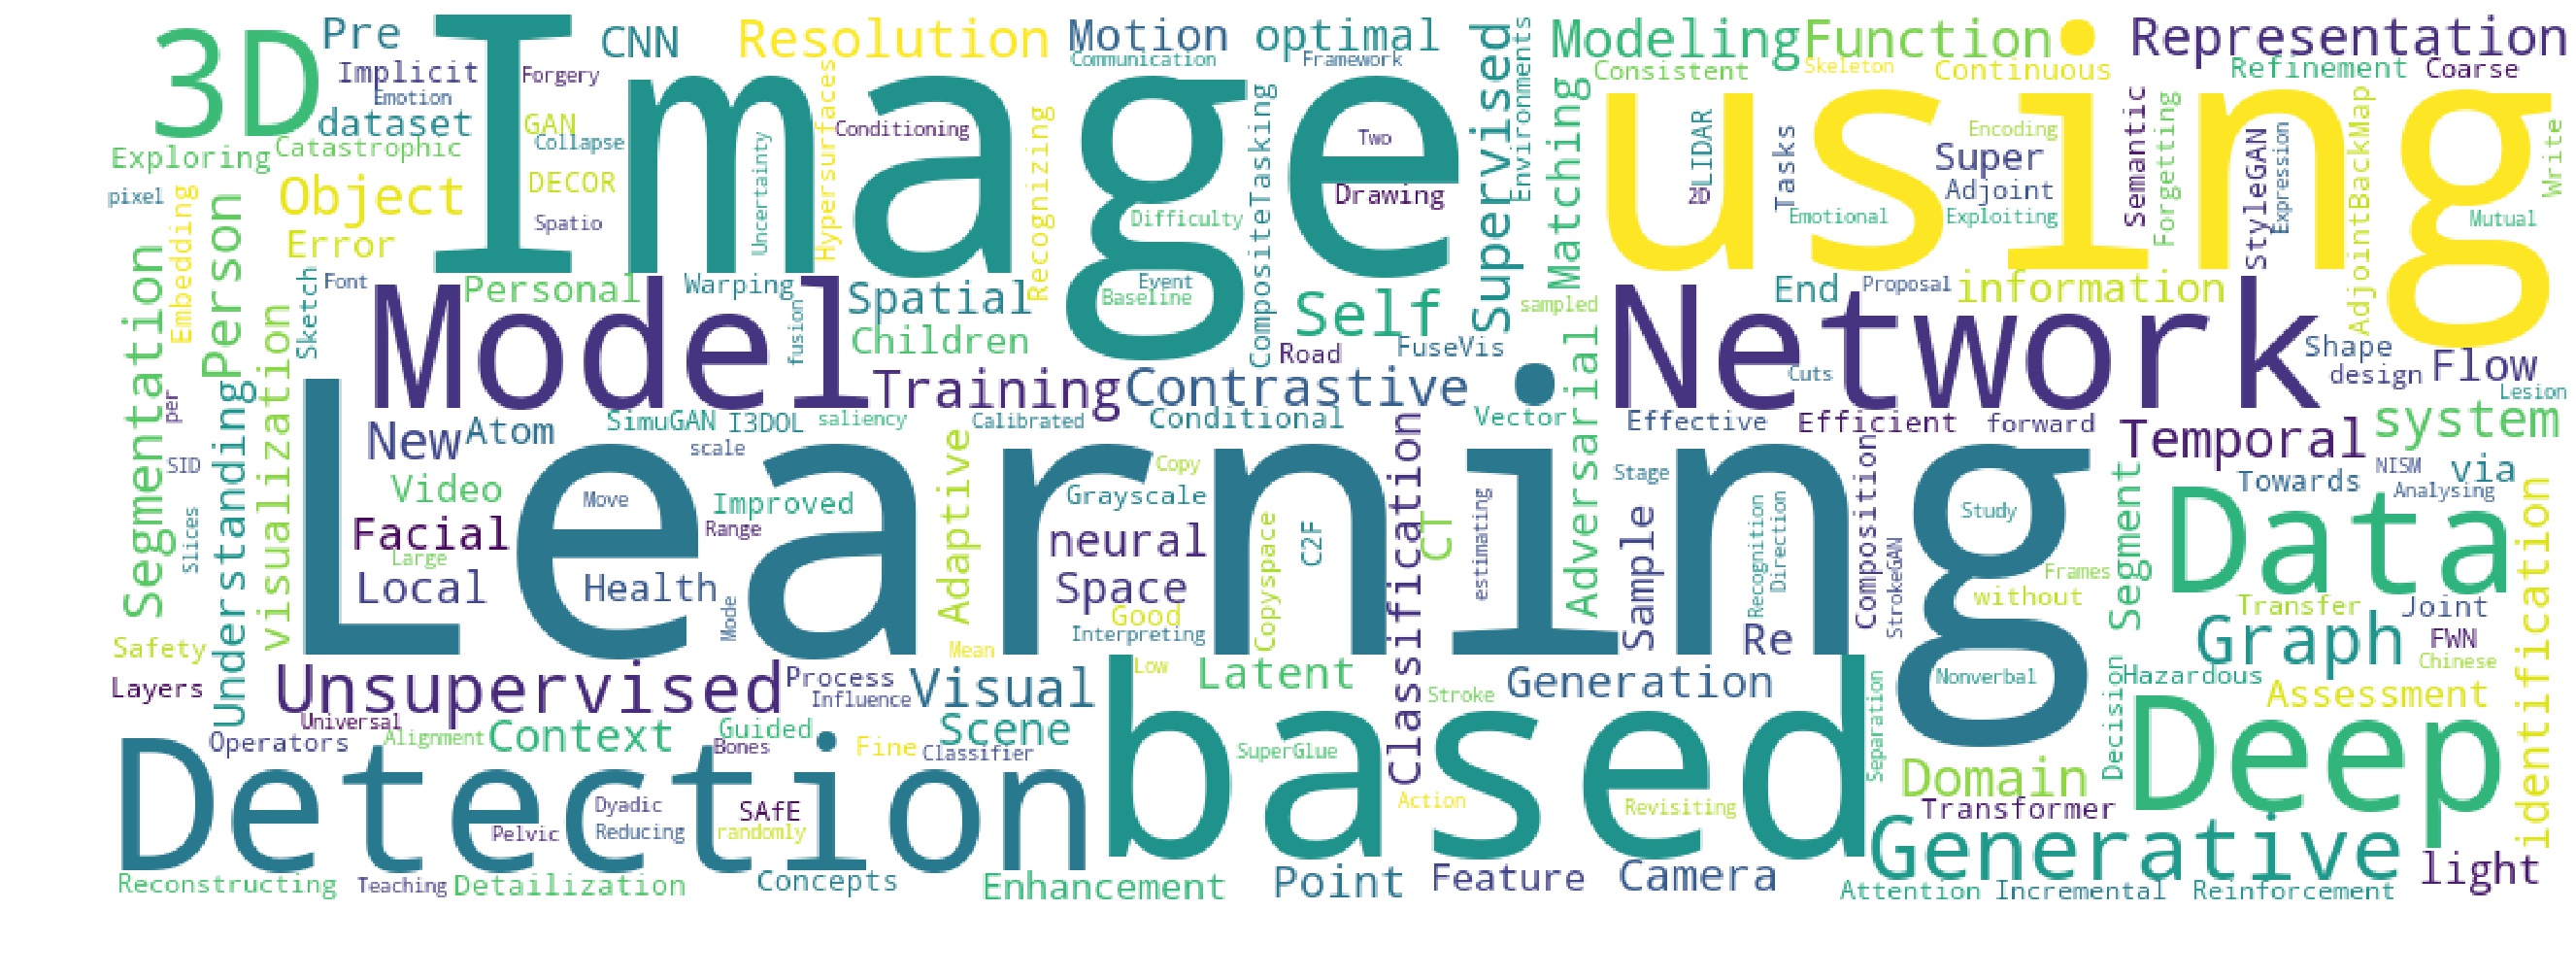 3D
Pre
Image
CNN
Resolution
Motion
optimal
Supervised
Environments
Modeling
Function
Representation
Implicit
Forgery
Communication
Framework
Consistent
Skeleton
Continuous
Refinement
Coarse
Emotion
dataset
GAN
Collapse
Uncertainty
Hypersurfaces
Conditioning
Recognizing
CompositeTasking
Two
Matching
using
LIDAR
2D
Tasks
Encoding
Super
Semantic
Forgetting
StyleGAN
Expression
AdjointBackMap
Write
Exploring
Catastrophic
pixel
Embedding
Person
Object
DECOR
Spatio
Error
Difficulty
Drawing
Adjoint
Emotional
Exploiting
Mutual
Segmentation
Sketch
Font
Personal
Model
Warping
fusion
Spatial
Children
Event
Baseline
Self
Road
FuseVis
sampled
Network
End
Proposal
information
Cuts
Shape
design
Flow
Lesion
visualization
Understanding
per
Learning
Training
Contrastive
Adversarial
New
Atom
SimuGAN
I3DOL
saliency
scale
Calibrated
Conditional
Vector
Effective
Efficient
forward
Temporal
system
SID
Slices
Video
Move
Improved
Range
Adaptive
Copy
Grayscale
Classification
CT
estimating
Stage
Sample
Recognition
Direction
Composition
StrokeGAN
Study
Segment
Towards
NISM
via
Analysing
Data
identification
Facial
Large
Local
Health
Mode
neural
Space
Good
Interpreting
Copyspace
C2F
Re
Frames
without
Transfer
Joint
Graph
FWN
Chinese
Safety
Layers
Unsupervised
Universal
Process
Influence
Mean
Visual
Low
Latent
Stroke
Generation
based
Separation
Nonverbal
Decision
Hazardous
Assessment
Operators
Alignment
Context
Guided
Bones
Fine
Scene
Classifier
SuperGlue
Detection
Pelvic
Dyadic
Reducing
SAfE
randomly
Action
Revisiting
Domain
Transformer
Deep
Generative
light
Reconstructing
Teaching
Detailization
Concepts
Enhancement
Point
Feature
Camera
Attention
Incremental
Reinforcement